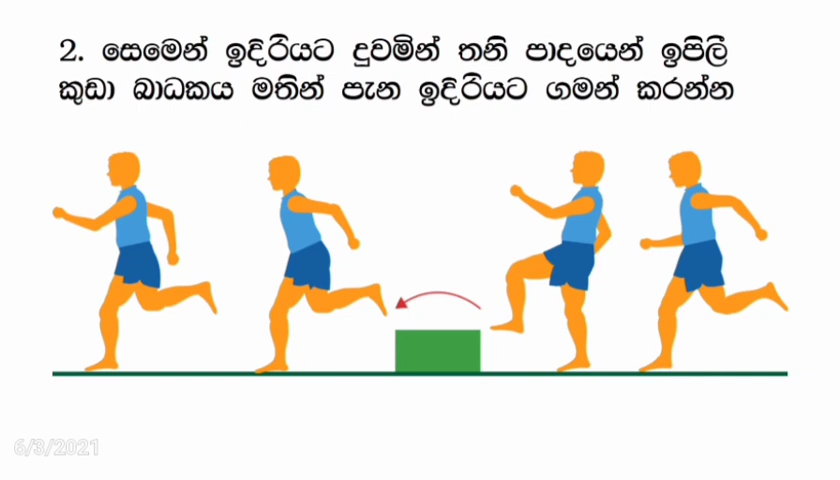 2. සෙමෙන් ඉදිරියට දුවමින් තනි පාදයෙන් ඉපිලී
කුඩා බාධකය මතින් පැන ඉදිරියට ගමන් කරන්න
6/3/2021